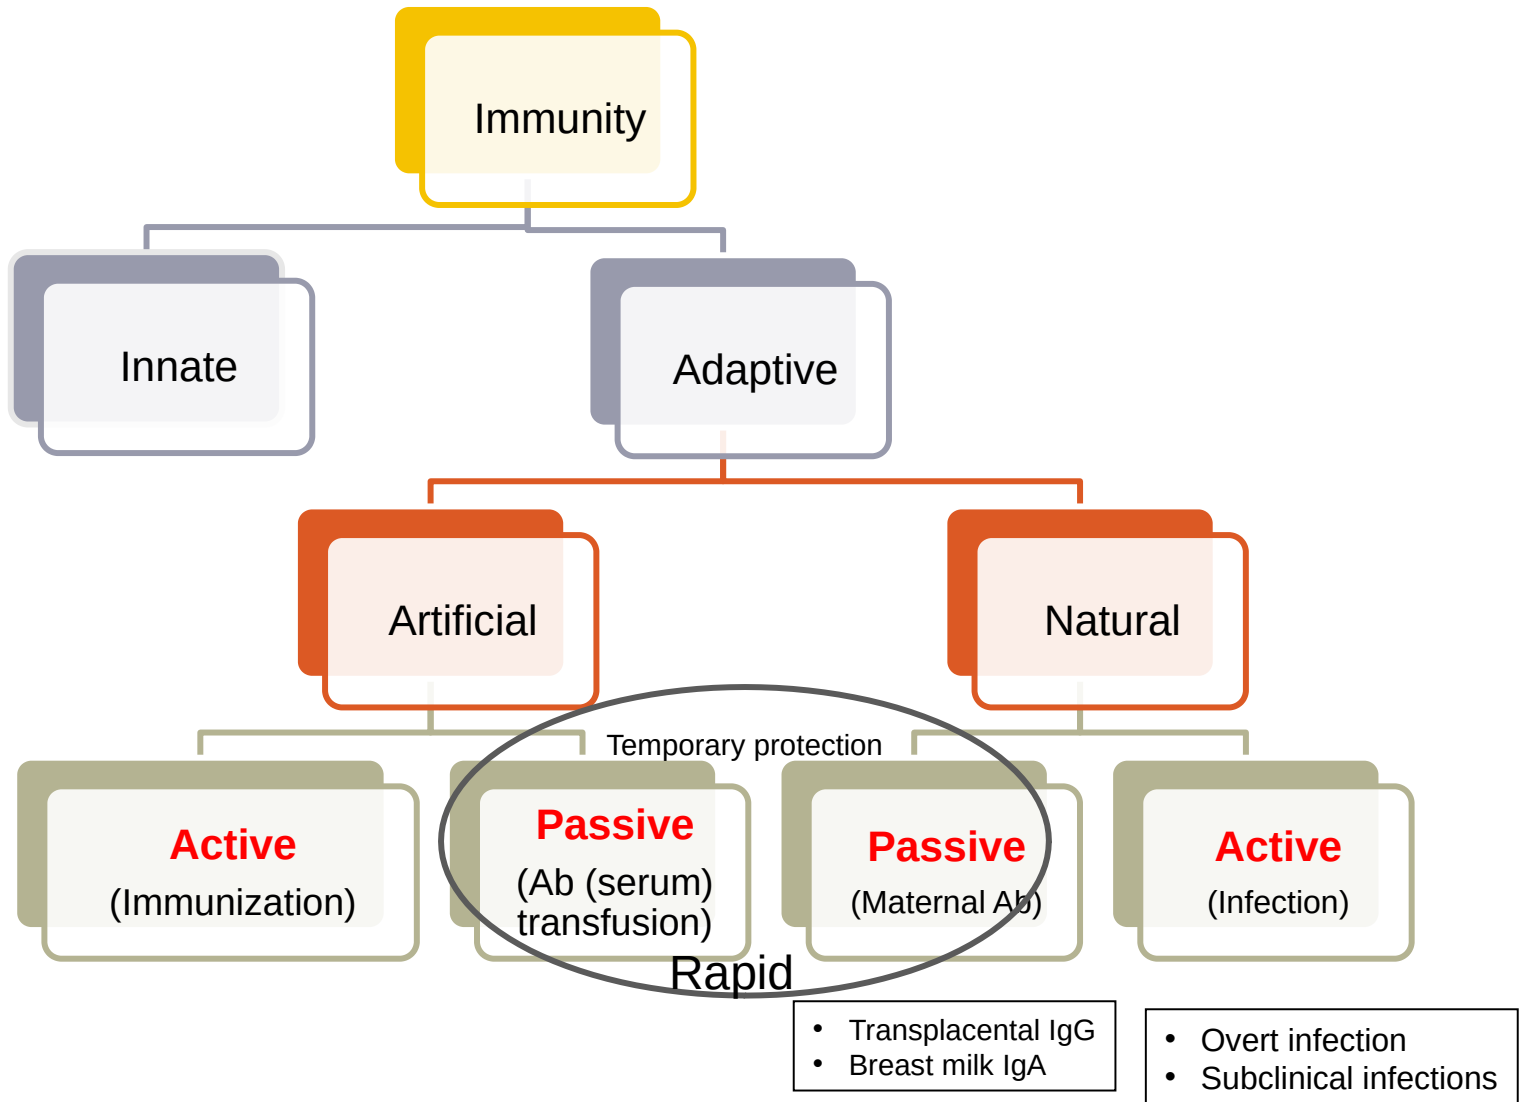 Immunity
Innate
Adaptive
Artificial
Natural
Temporary protection
Active
(Immunization)
Passive
(Ab (serum)
transfusion)
Passive
(Maternal Ab)
Active
(Infection)
Rapid
• Transplacental IgG
• Breast milk IgA
• Overt infection
• Subclinical infections